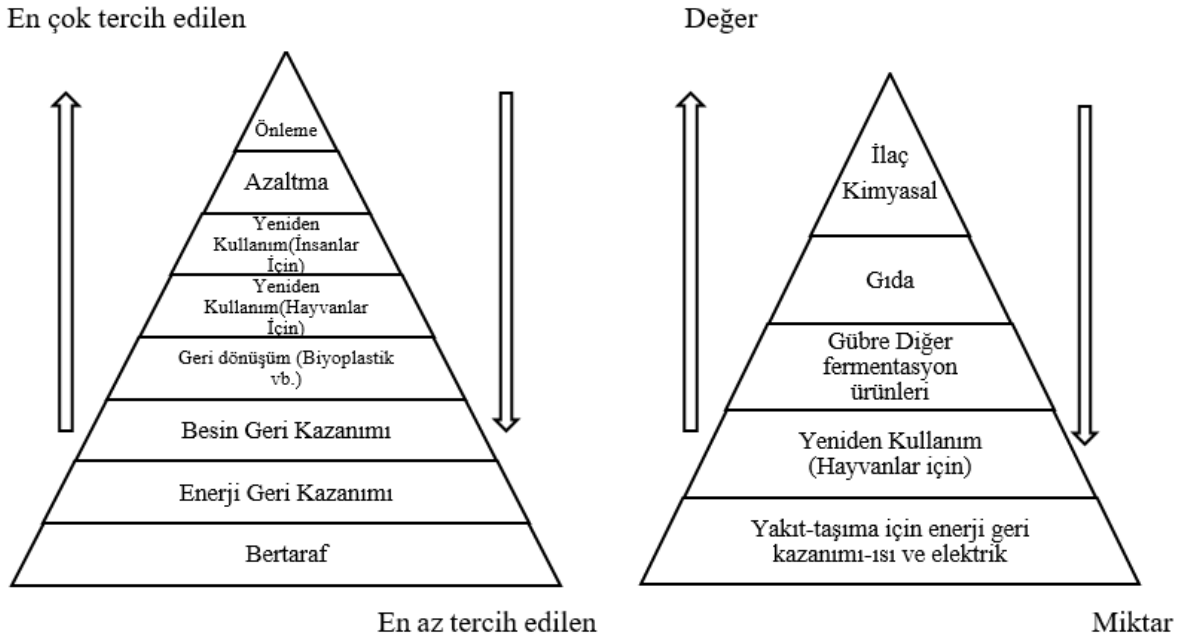 En çok tercih edilen
Önleme
Azaltma
Yeniden
Kullanım(İnsanlar
İçin)
Yeniden
Kullanım(Hayvanlar
İçin)
Geri dönüşüm (Biyoplastik
vb.)
Besin Geri Kazanımı
Enerji Geri Kazanımı
Bertaraf
En az tercih edilen
Değer
İlaç
Kimyasal
Gıda
Gübre Diğer
fermentasyon
ürünleri
Yeniden Kullanım
(Hayvanlar için)
Yakıt-taşıma için enerji geri
kazanımı-ısı ve elektrik
Miktar